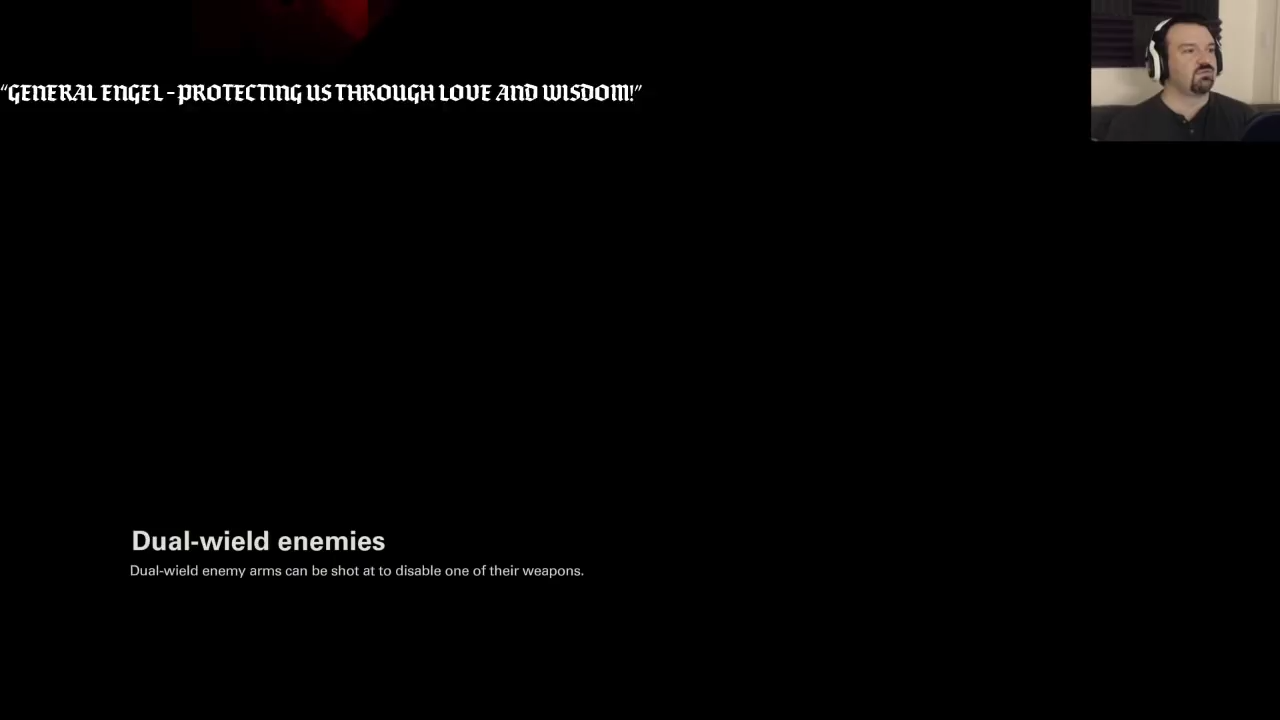 “GENERAL ENGEL - PROTECTING US THROUGH LOVE AND WISDOM!”
Dual-wield enemies
Dual-wield enemy arms can be shot at to disable one of their weapons.